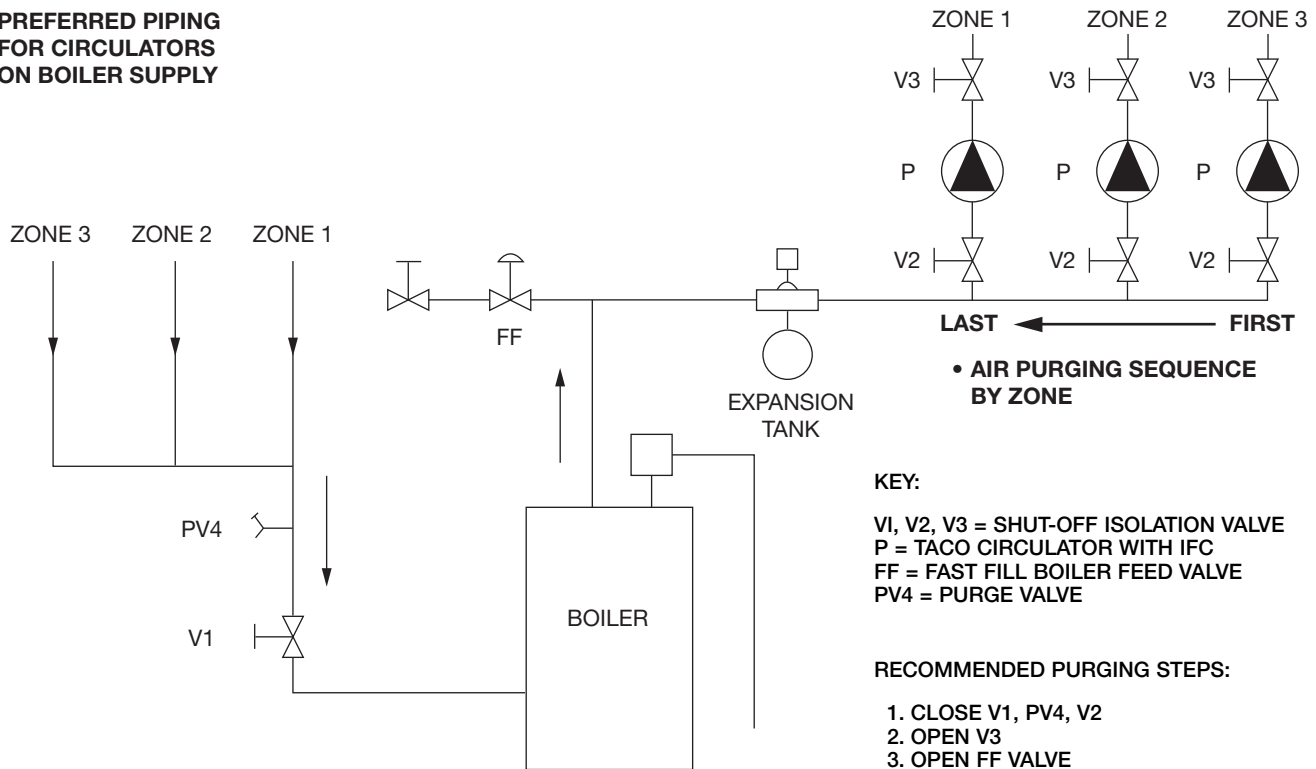 PREFERRED PIPING
FOR CIRCULATORS
ON BOILER SUPPLY
ZONE 1 ZONE 2 ZONE 3
V3 V3 V3
P P P
ZONE 3 ZONE 2 ZONE 1
V2 V2 V2
FF
LAST FIRST
• AIR PURGING SEQUENCE
BY ZONE
EXPANSION
TANK
KEY:
VI, V2, V3 = SHUT-OFF ISOLATION VALVE
P = TACO CIRCULATOR WITH IFC
FF = FAST FILL BOILER FEED VALVE
PV4 = PURGE VALVE
PV4
BOILER
V1
RECOMMENDED PURGING STEPS:
1. CLOSE V1, PV4, V2
2. OPEN V3
3. OPEN FF VALVE